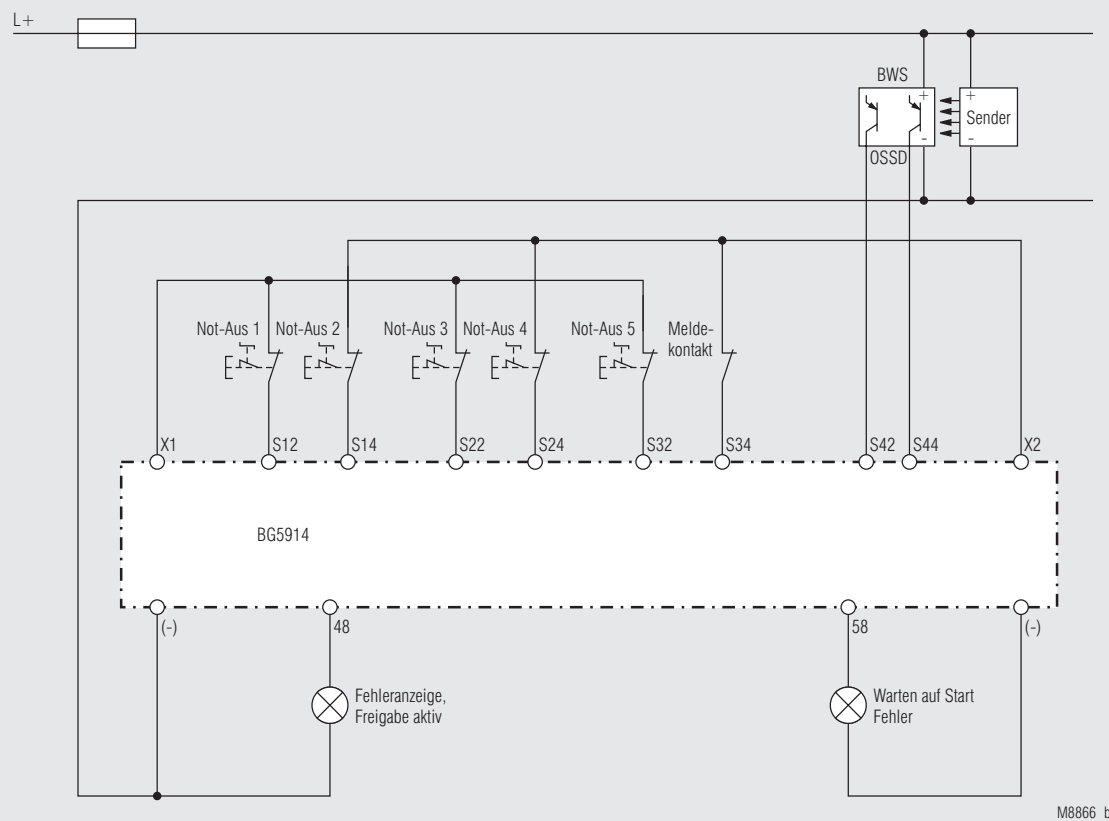 L+
BWS
+
+
Sender
-
-
OSSD
Not-Aus 1
Not-Aus 2
Not-Aus 3
Not-Aus 4
Not-Aus 5
Melde-
kontakt
X1
S12
S14
S22
S24
S32
S34
S42
S44
X2
BG5914
(-)
48
58
(-)
Fehleranzeige,
Freigabe aktiv
Warten auf Start
Fehler
M8866_b